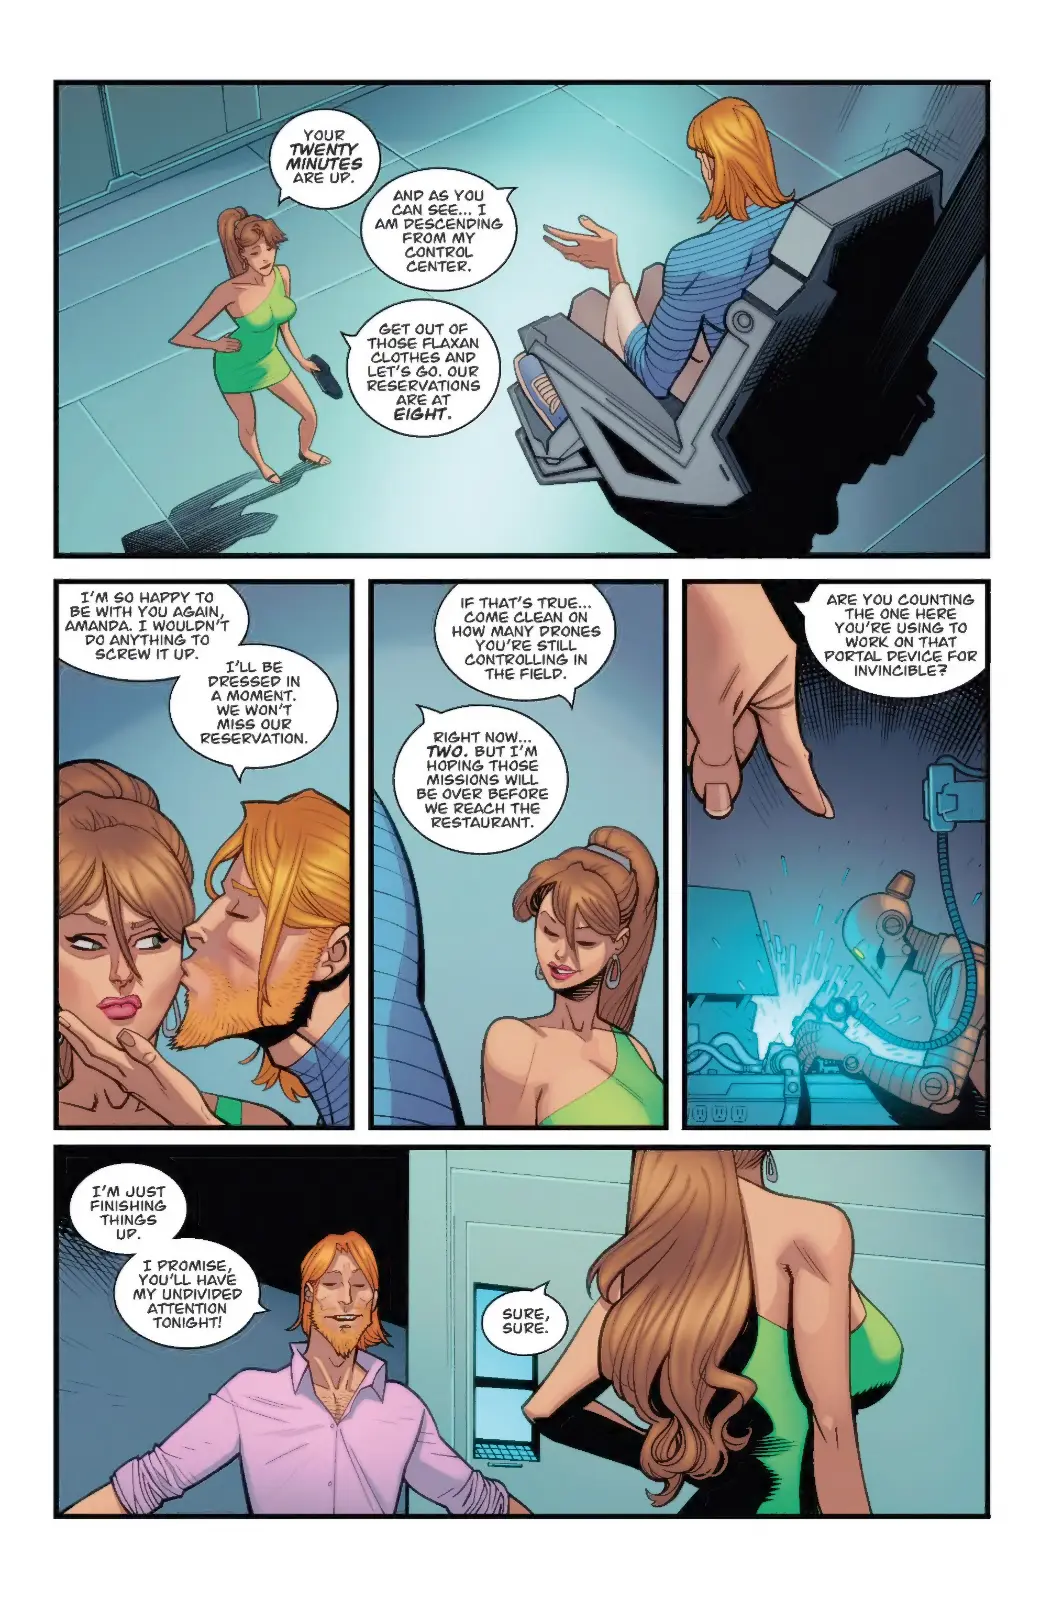 YOUR
TWENTY
MINUTES
ARE UP.
AND AS YOU
CAN SEE... I
AM DESCENDING
FROM MY
CONTROL
CENTER.
GET OUT OF
THOSE FLAXAN
CLOTHES AND
LET'S GO. OUR
RESERVATIONS
ARE AT
EIGHT.
I'M SO HAPPY TO
BE WITH YOU AGAIN,
AMANDA. I WOULDN'T
DO ANYTHING TO
SCREW IT UP.
I'LL BE
DRESSED IN
A MOMENT.
WE WON'T
MISS OUR
RESERVATION.
IF THAT'S TRUE...
COME CLEAN ON
HOW MANY DRONES
YOU'RE STILL
CONTROLLING IN
THE FIELD.
RIGHT NOW...
TWO. BUT I'M
HOPING THOSE
MISSIONS WILL
BE OVER BEFORE
WE REACH THE
RESTAURANT.
ARE YOU COUNTING
THE ONE HERE
YOU'RE USING TO
WORK ON THAT
PORTAL DEVICE FOR
INVINCIBLE?
I'M JUST
FINISHING
THINGS
UP.
I PROMISE,
YOU'LL HAVE
MY UNDIVIDED
ATTENTION
TONIGHT!
SURE,
SURE.